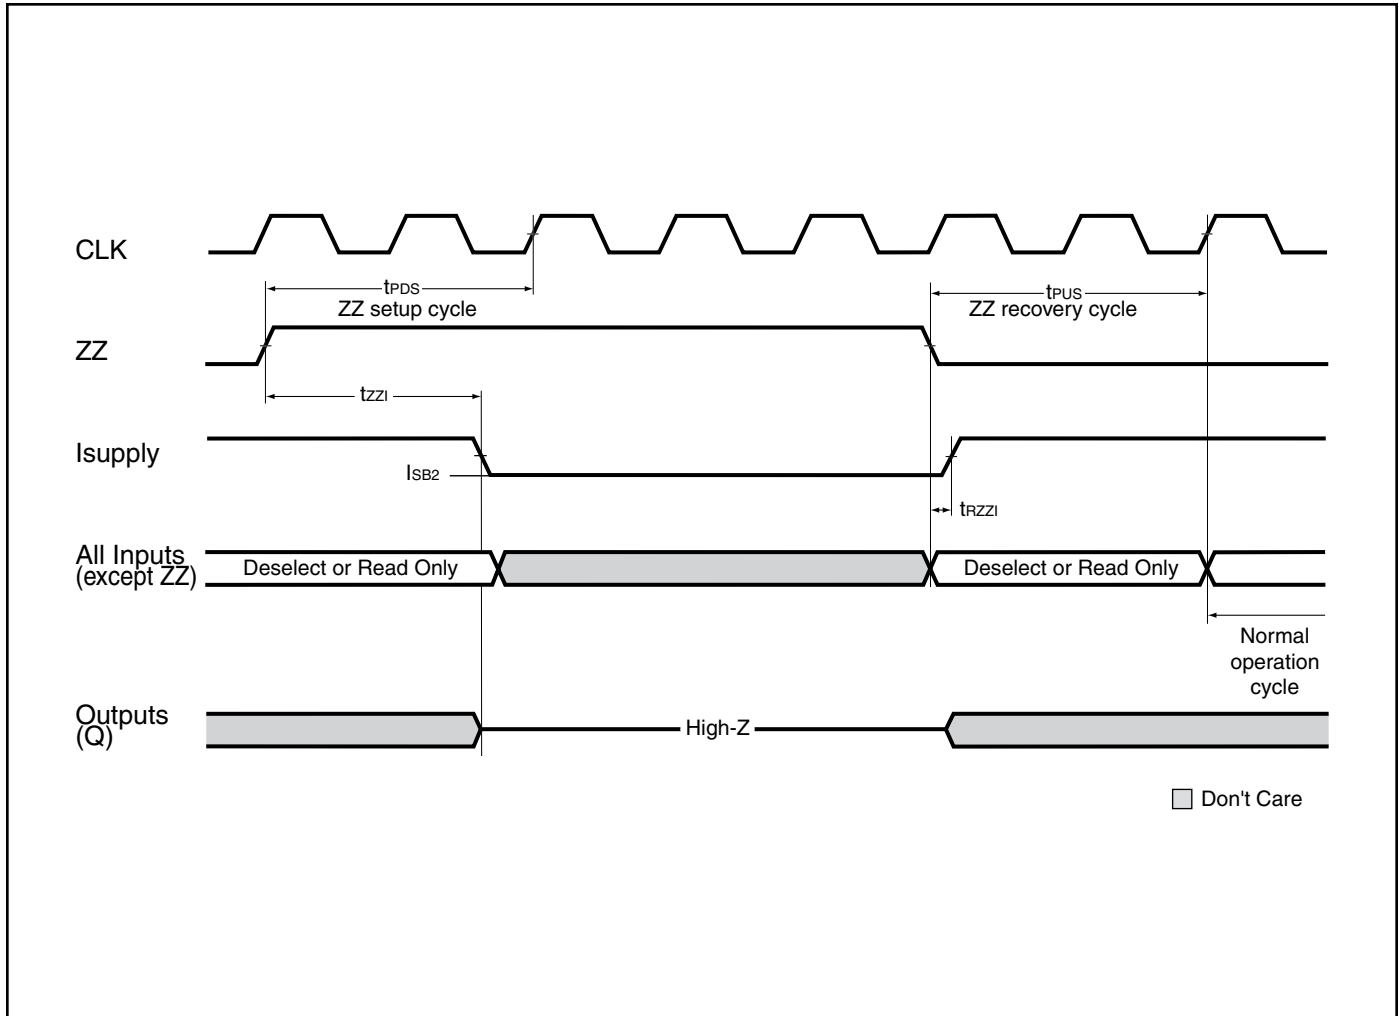 CLK
tPDS
ZZ setup cycle
tPUS
ZZ recovery cycle
ZZ
tZZI
Isupply
ISB2
tRZZI
All Inputs
(except ZZ)
Deselect or Read Only
Deselect or Read Only
Normal
operation
cycle
Outputs
(Q)
High-Z
Don't Care